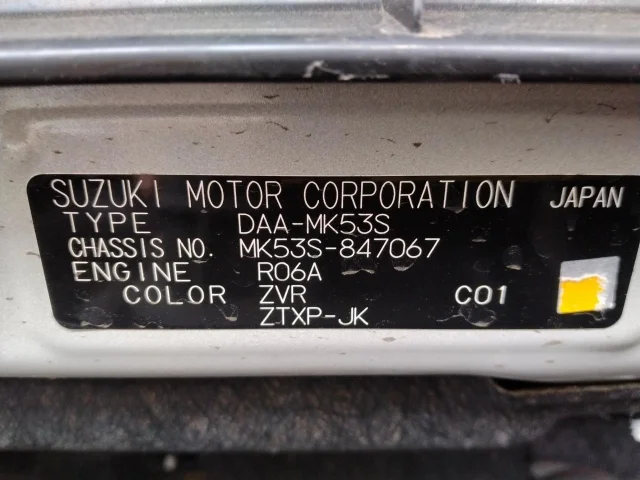 SUZUKI MOTOR CORPORATION JAPAN
TYPE DAA-MK53S
CHASSIS NO. MK53S-847067
ENGINE R06A
COLOR ZVR C01
ZTXP-JK